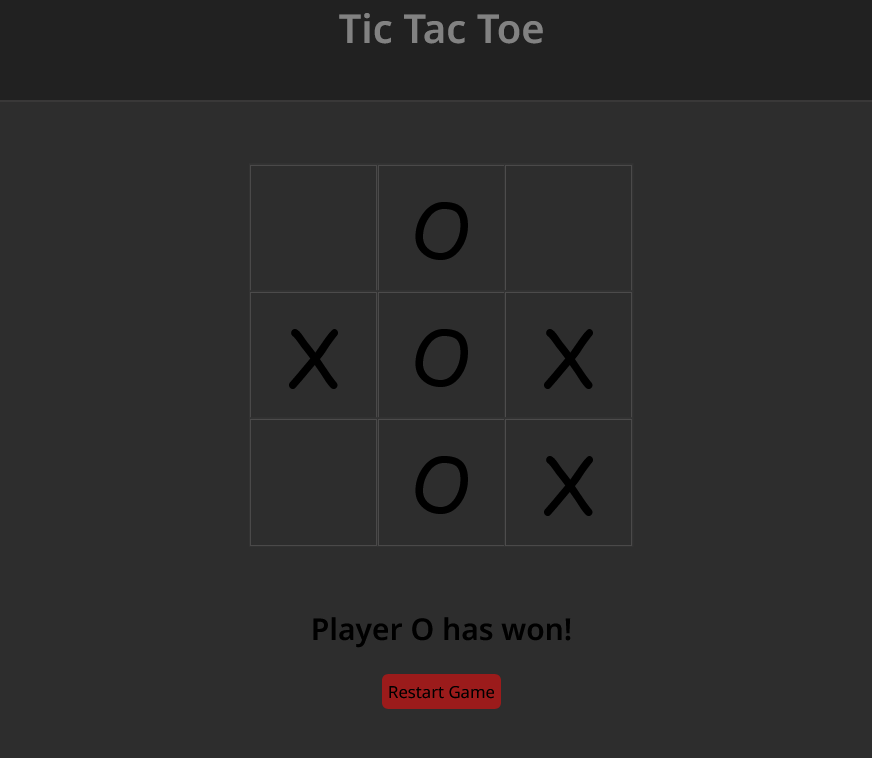 Tic Tac Toe
O
X O X
O X
Player O has won!
Restart Game